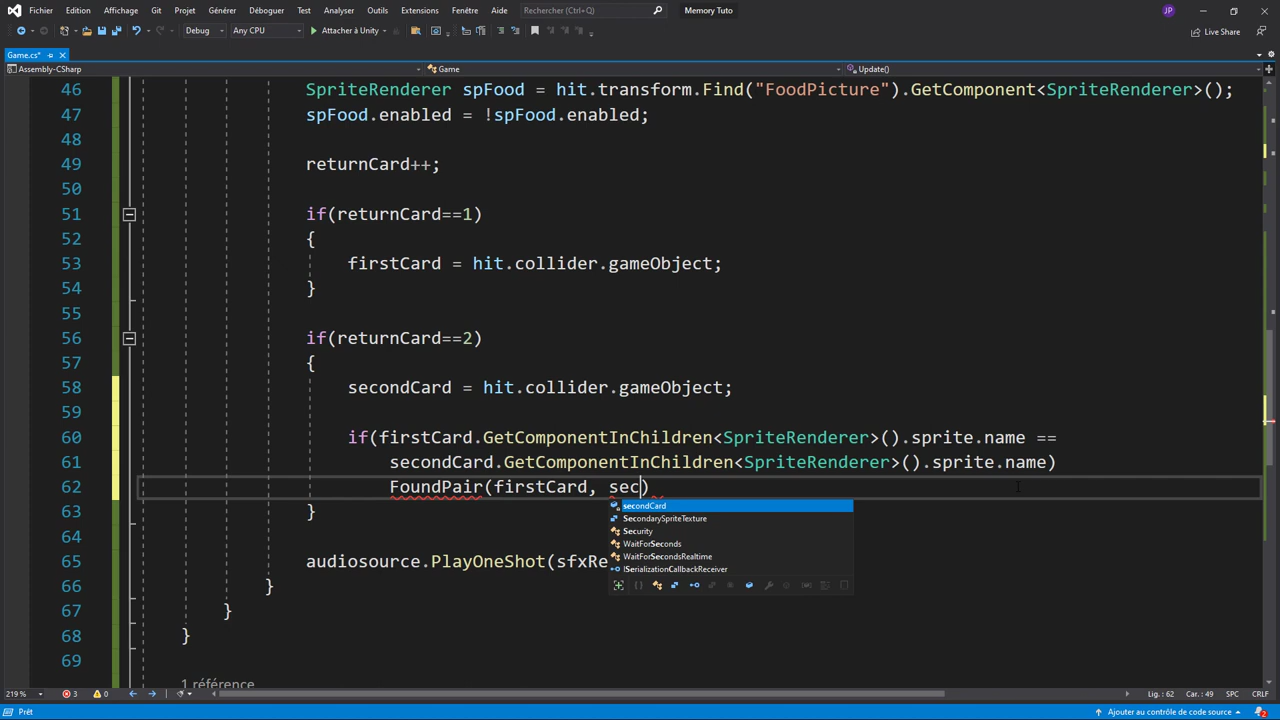 Fichier Edition Affichage Git Projet Générer Déboguer Test Analyser Outils Extensions Fenêtre Aide Rechercher (Ctrl+Q) Memory Tuto JP
Debug Any CPU Attacher à Unity Live Share
Game.cs*
Assembly-CSharp Game Update()
46 SpriteRenderer spFood = hit.transform.Find("FoodPicture").GetComponent<SpriteRenderer>();
47 spFood.enabled = !spFood.enabled;
48
49 returnCard++;
50
51 if(returnCard==1)
52 {
53 firstCard = hit.collider.gameObject;
54 }
55
56 if(returnCard==2)
57 {
58 secondCard = hit.collider.gameObject;
59
60 if(firstCard.GetComponentInChildren<SpriteRenderer>().sprite.name ==
61 secondCard.GetComponentInChildren<SpriteRenderer>().sprite.name)
62 FoundPair(firstCard, sec)
secondCard
SecondarySpriteTexture
63 }
Security
WaitForSeconds
64
WaitForSecondsRealtime
65 audiosource.PlayOneShot(sfxRe
ISerializationCallbackReceiver
66 }
67 }
68 }
69
1 référence
219 % 3 0 Lig. : 62 Car. : 49 SPC CRLF
Prêt Ajouter au contrôle de code source 2